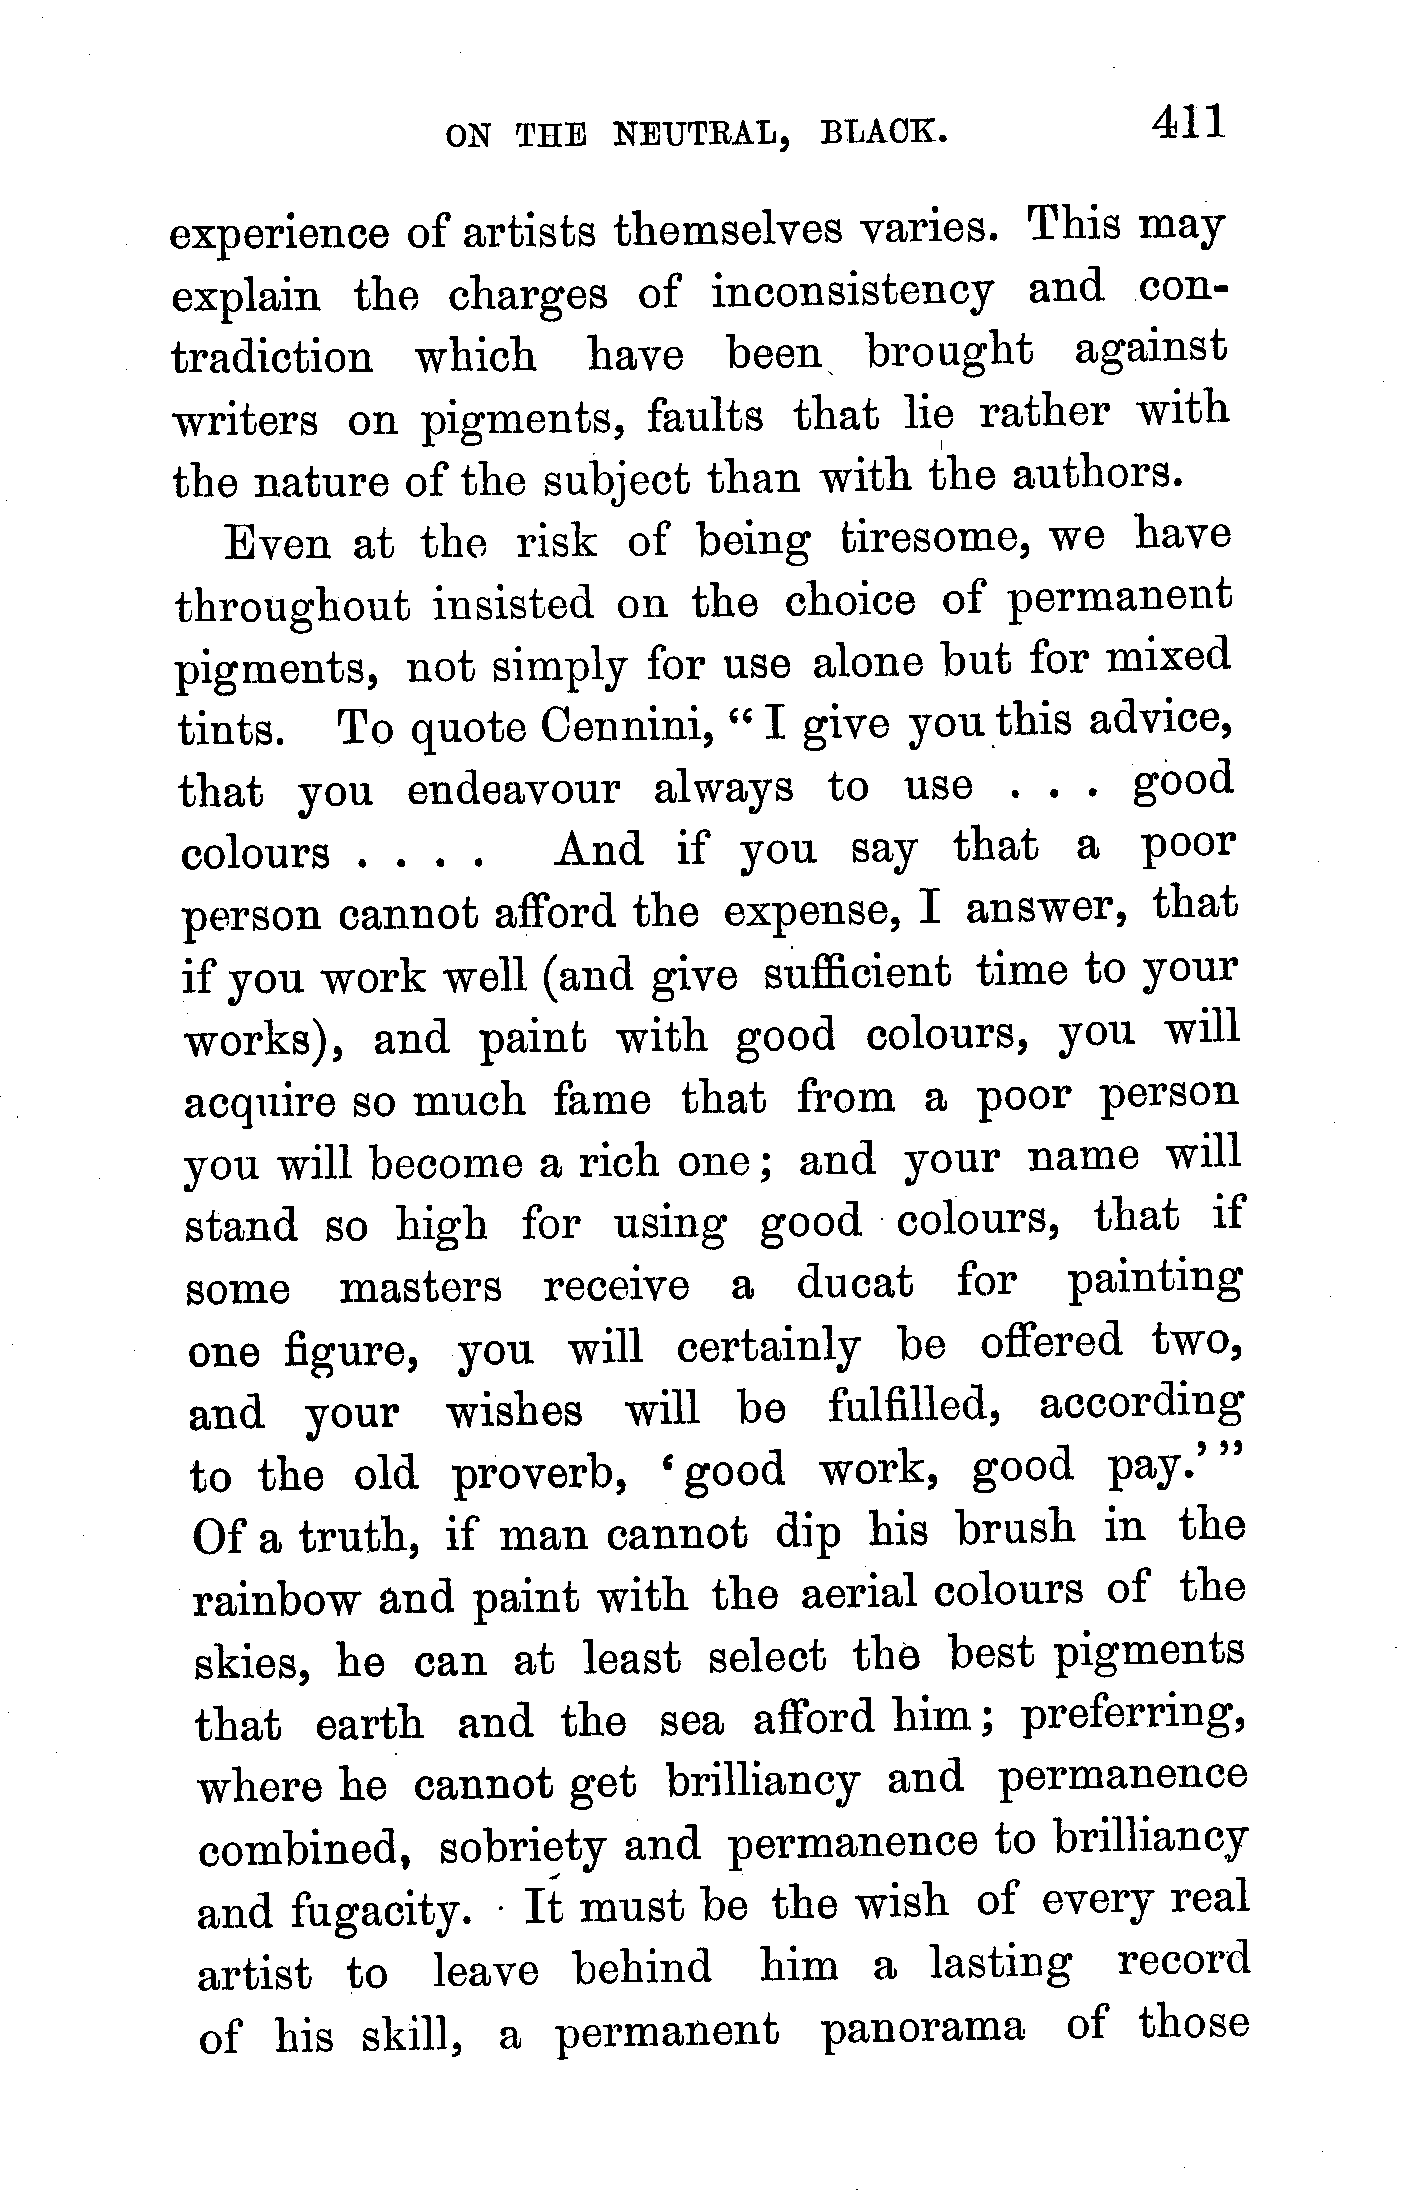 ON THE NEUTRAL, BLACK. 411
experience of artists themselves varies. This may
explain the charges of inconsistency and con-
tradiction which have been brought against
writers on pigments, faults that lie rather with
the nature of the subject than with the authors.
Even at the risk of being tiresome, we have
throughout insisted on the choice of permanent
pigments, not simply for use alone but for mixed
tints. To quote Cennini, “I give you this advice,
that you endeavour always to use . . . good
colours . . . . And if you say that a poor
person cannot afford the expense, I answer, that
if you work well (and give sufficient time to your
works), and paint with good colours, you will
acquire so much fame that from a poor person
you will become a rich one; and your name will
stand so high for using good colours, that if
some masters receive a ducat for painting
one figure, you will certainly be offered two,
and your wishes will be fulfilled, according
to the old proverb, ‘good work, good pay.’”
Of a truth, if man cannot dip his brush in the
rainbow and paint with the aerial colours of the
skies, he can at least select the best pigments
that earth and the sea afford him; preferring,
where he cannot get brilliancy and permanence
combined, sobriety and permanence to brilliancy
and fugacity. It must be the wish of every real
artist to leave behind him a lasting record
of his skill, a permanent panorama of those